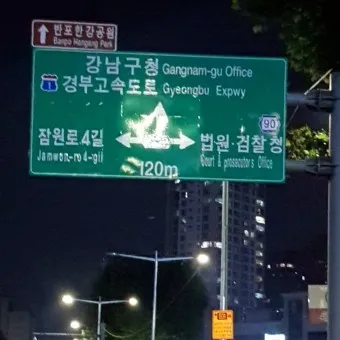 반포한강공원
Banpo Hangang Park
강남구청 Gangnam-gu Office
1 경부고속도로 Gyeongbu Expwy
90
잠원로4길
Jamwon-ro 4-gil
법원·검찰청
Court & prosecutors Office
120m